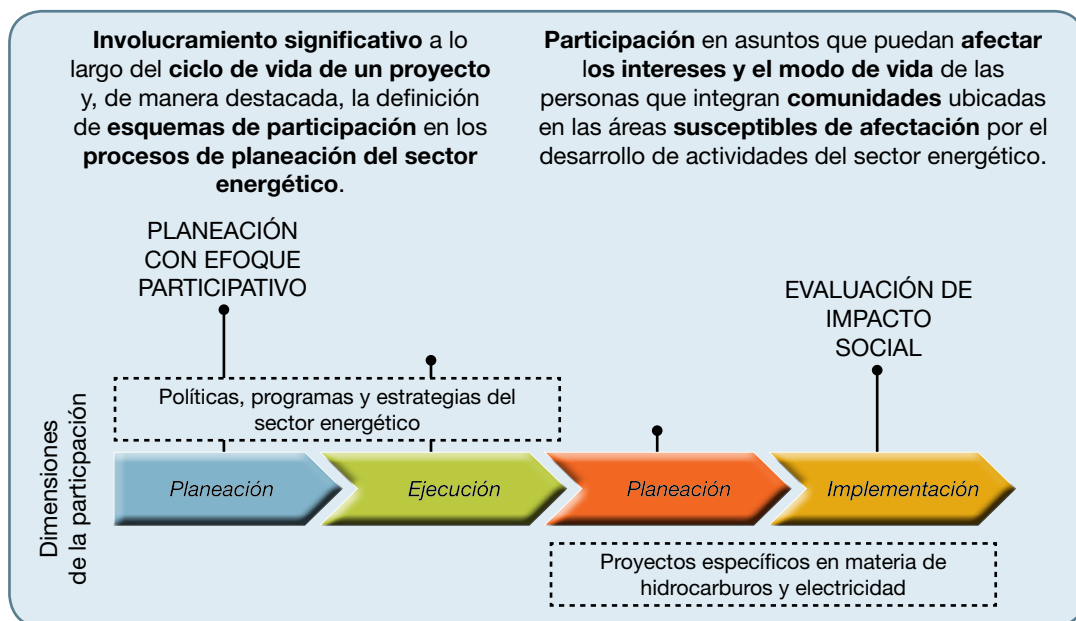 Involucramiento significativo a lo
largo del ciclo de vida de un proyecto
y, de manera destacada, la definición
de esquemas de participación en los
procesos de planeación del sector
energético.
Participación en asuntos que puedan afectar
los intereses y el modo de vida de las
personas que integran comunidades ubicadas
en las áreas susceptibles de afectación por el
desarrollo de actividades del sector energético.
PLANEACIÓN
CON EFOQUE
PARTICIPATIVO
EVALUACIÓN DE
IMPACTO
SOCIAL
Políticas, programas y estrategias del
sector energético
Dimensiones
de la particpación
Planeación
Ejecución
Planeación
Implementación
Proyectos específicos en materia de
hidrocarburos y electricidad